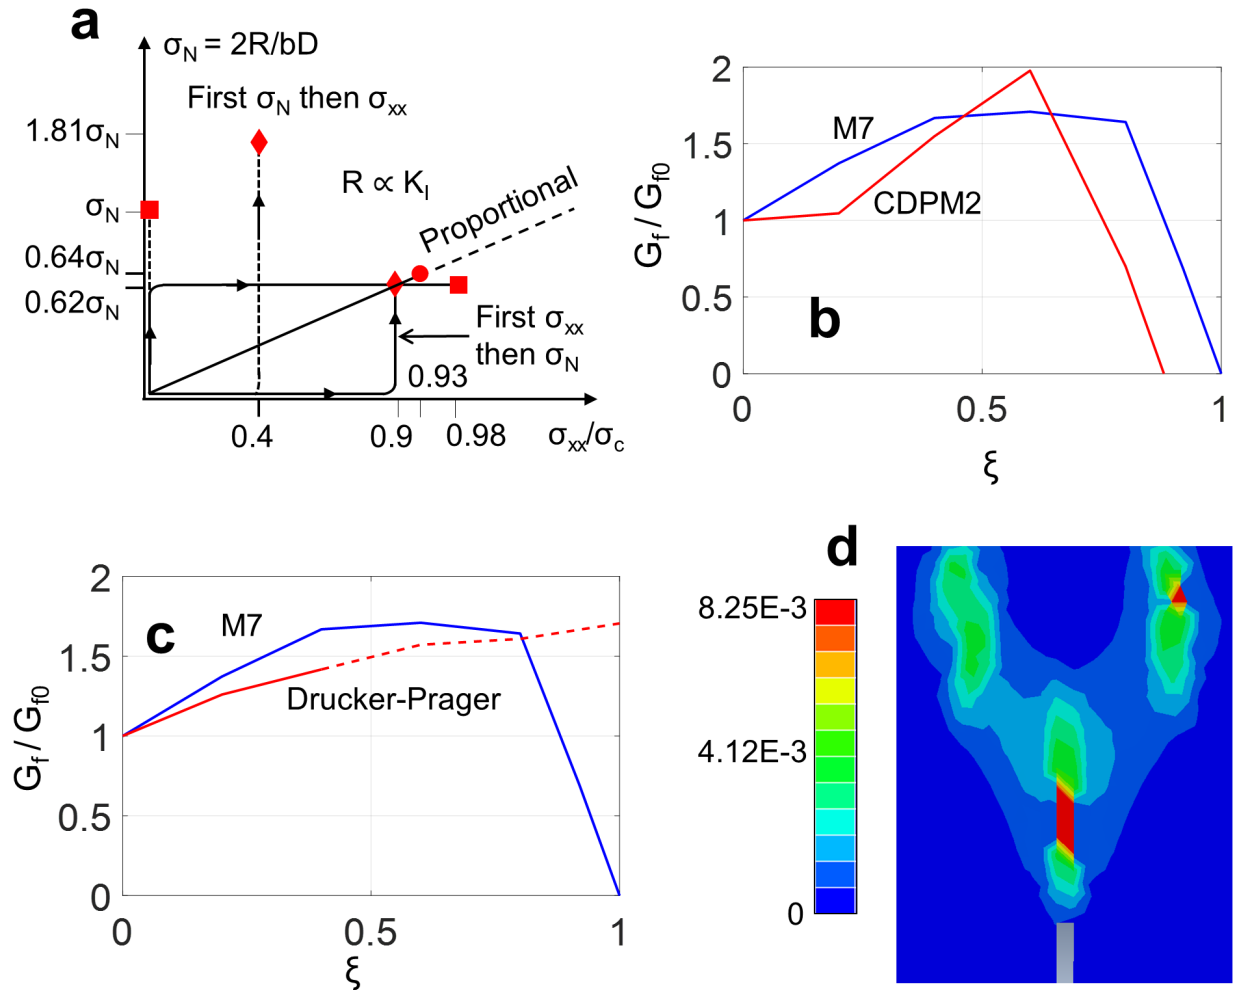 a
σN = 2R/bD
First σN then σxx
1.81σN
R ∝ KI
Proportional
σN
0.64σN
0.62σN
First σxx
then σN
0.93
0.4
0.9
0.98
σxx/σc
b
2
1.5
1
0.5
0
Gf / Gf0
M7
CDPM2
0
0.5
1
ξ
c
2
1.5
1
0.5
0
Gf / Gf0
M7
Drucker-Prager
0
0.5
1
ξ
d
8.25E-3
4.12E-3
0